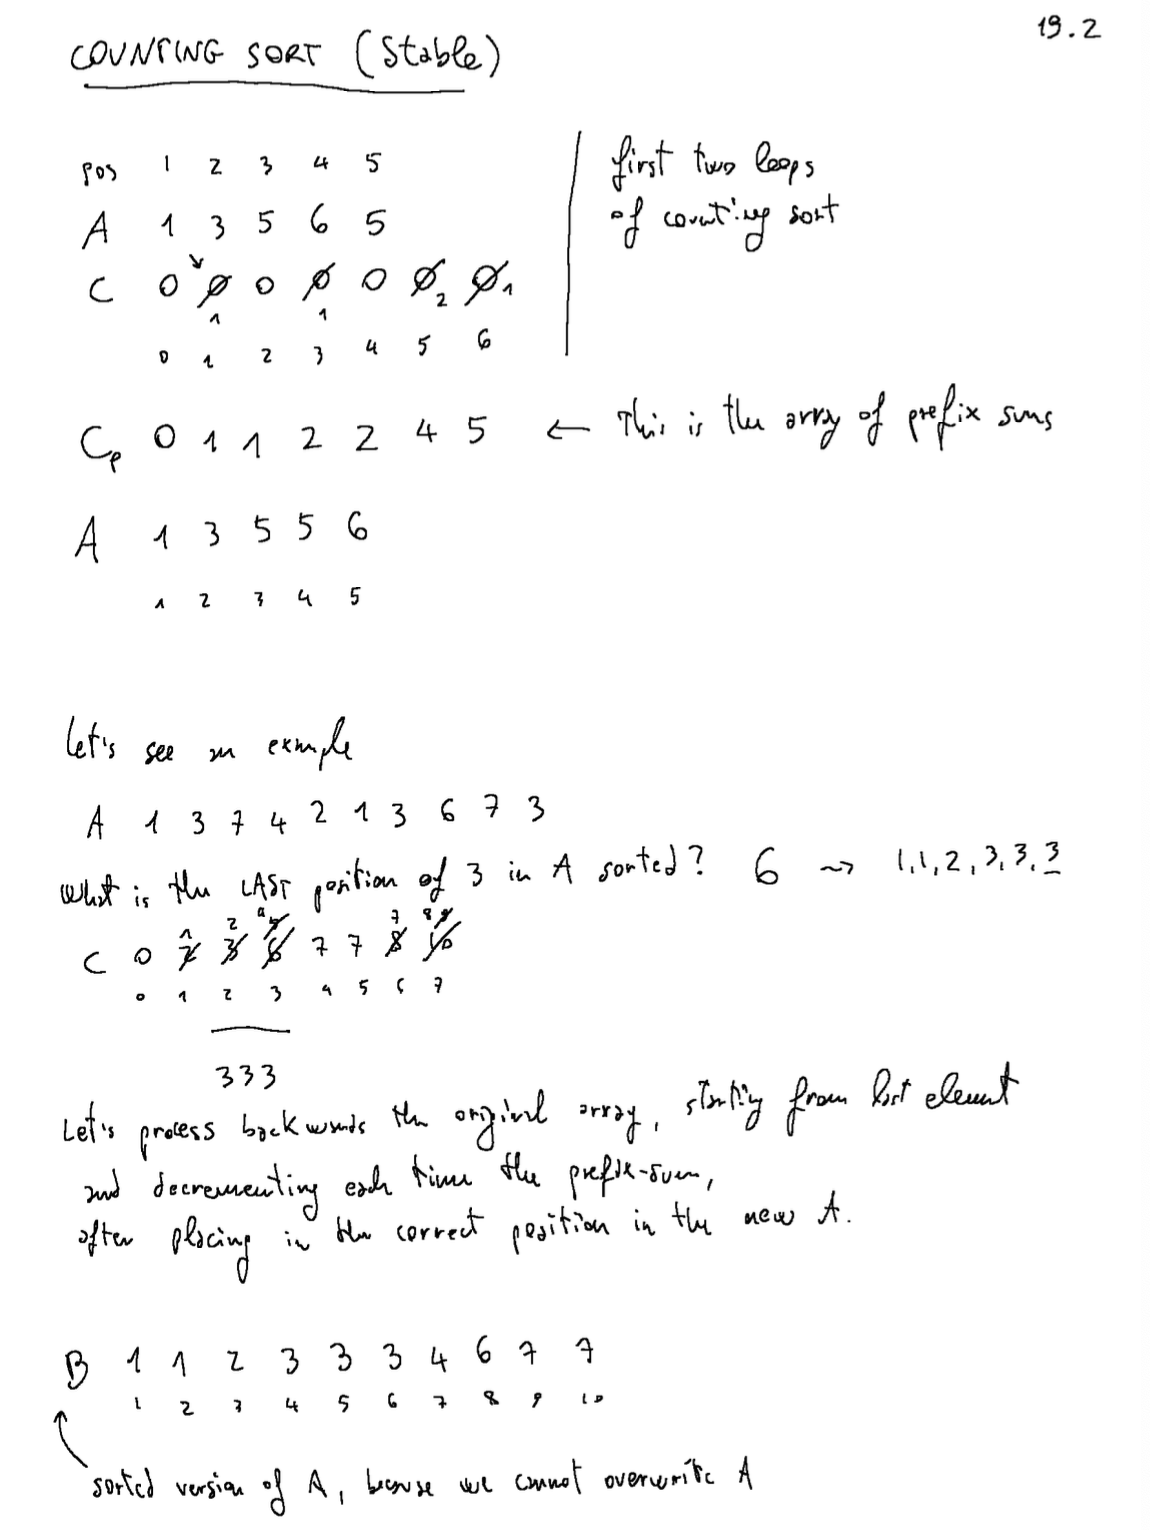 19.2
COUNTING SORT (Stable)
pos 1 2 3 4 5
A 1 3 5 6 5
first two loops
of counting sort
C 0 0 0 0 0 0 2 0 1
1 1
0 1 2 3 4 5 6
Cp 0 1 1 2 2 4 5 ← This is the array of prefix sums
A 1 3 5 5 6
1 2 3 4 5
Let's see an example
A 1 3 7 4 2 1 3 6 7 3
What is the LAST position of 3 in A sorted? 6 ~> 1,1,2,3,3,3
1 2 4 5 7 8 9
C 0 2 3 6 7 7 8 10
0 1 2 3 4 5 6 7
333
Let's process backwards the original array, starting from last element
and decrementing each time the prefix-sum,
after placing in the correct position in the new A.
B 1 1 2 3 3 3 4 6 7 7
1 2 3 4 5 6 7 8 9 10
sorted version of A, because we cannot overwrite A